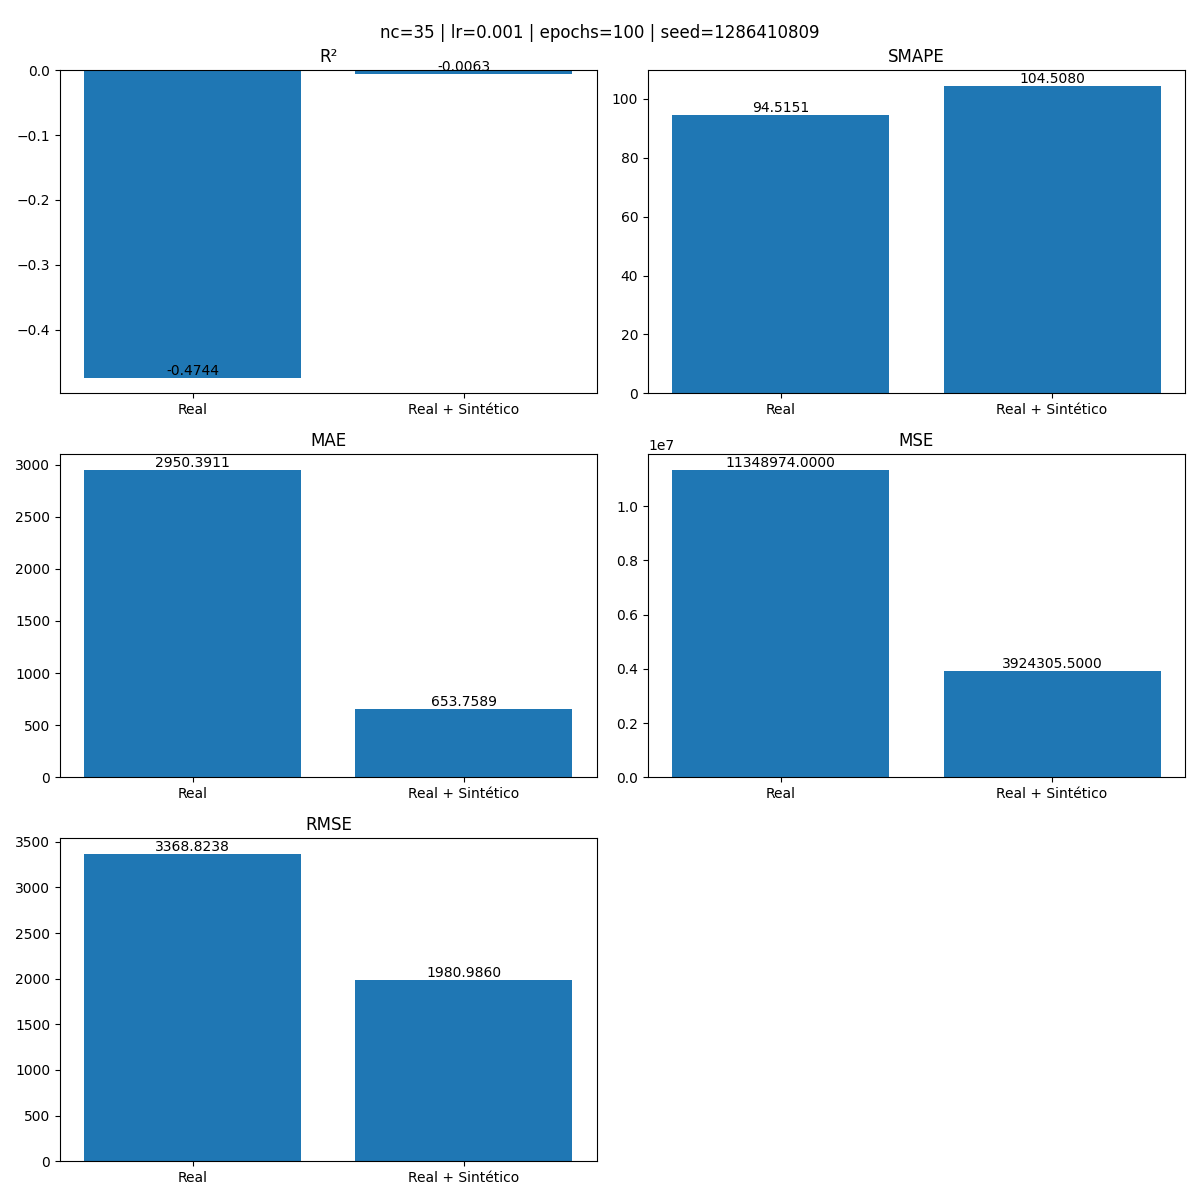 nc=35 | lr=0.001 | epochs=100 | seed=1286410809
R²
0.0
−0.1
−0.2
−0.3
−0.4
-0.4744
-0.0063
Real
Real + Sintético
SMAPE
100
80
60
40
20
0
94.5151
104.5080
Real
Real + Sintético
MAE
3000
2500
2000
1500
1000
500
0
2950.3911
653.7589
Real
Real + Sintético
MSE
1e7
1.0
0.8
0.6
0.4
0.2
0.0
11348974.0000
3924305.5000
Real
Real + Sintético
RMSE
3500
3000
2500
2000
1500
1000
500
0
3368.8238
1980.9860
Real
Real + Sintético